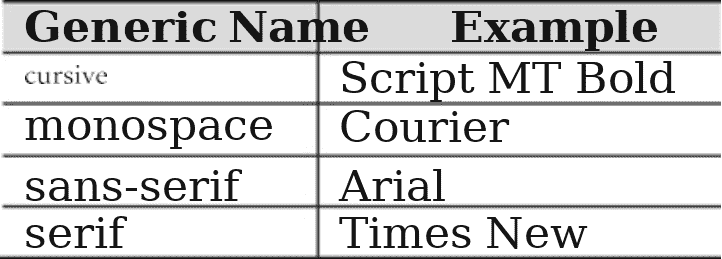 Generic Name Example
cursive Script MT Bold
monospace Courier
sans-serif Arial
serif Times New